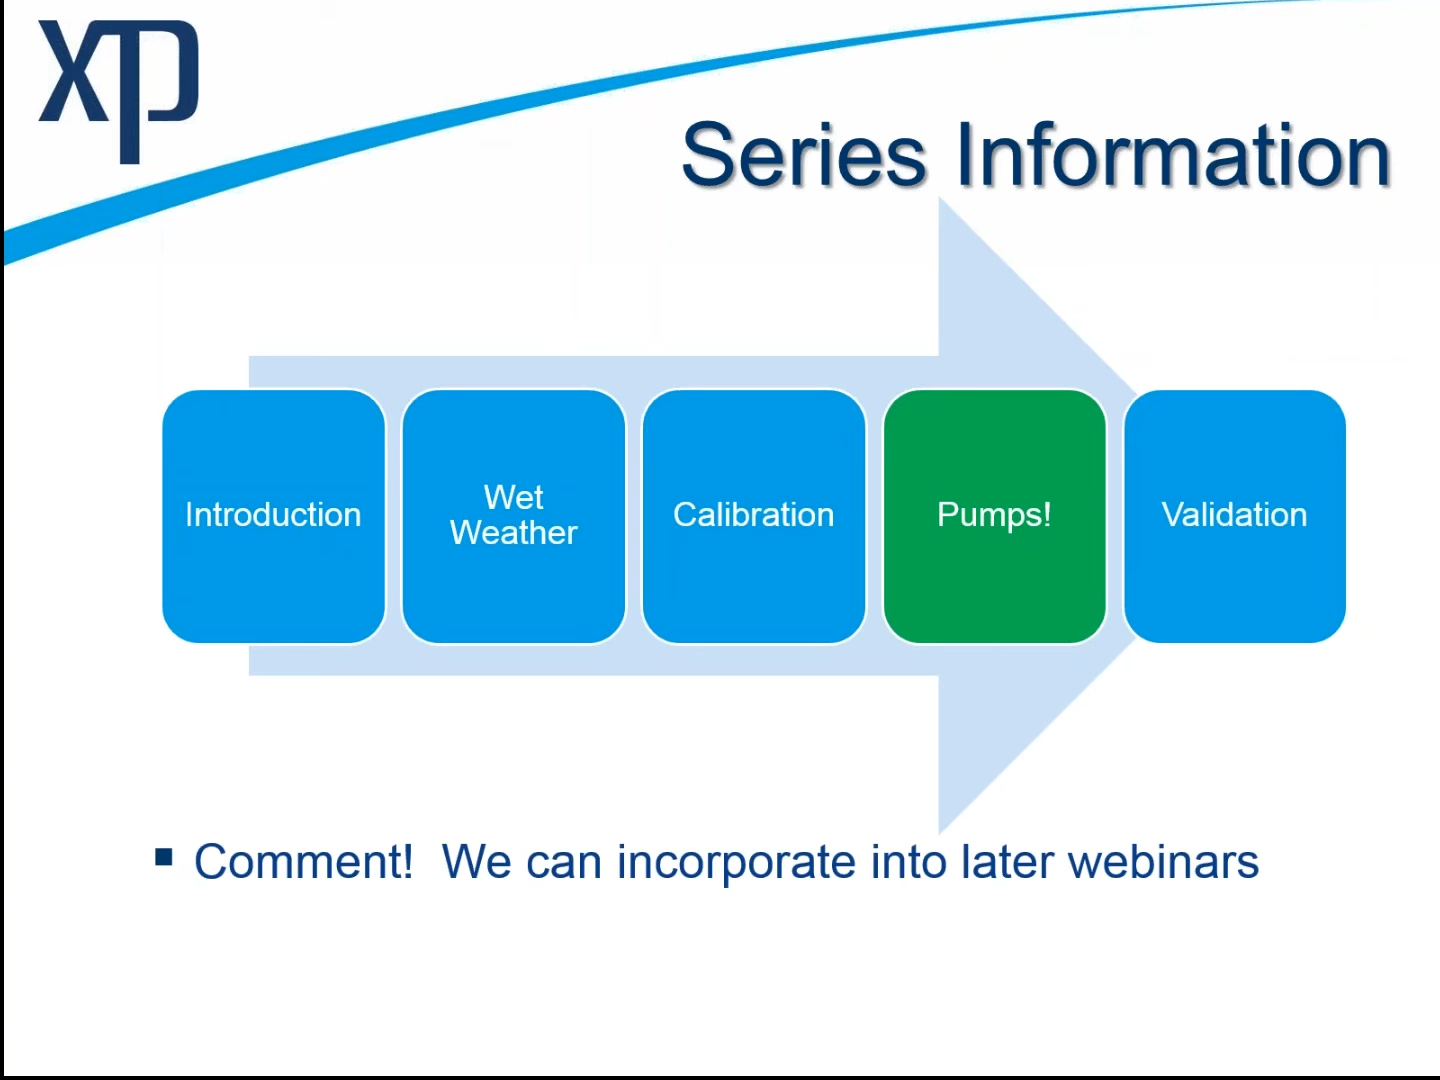 xp
Series Information
Introduction
Wet
Weather
Calibration
Pumps!
Validation
Comment!  We can incorporate into later webinars